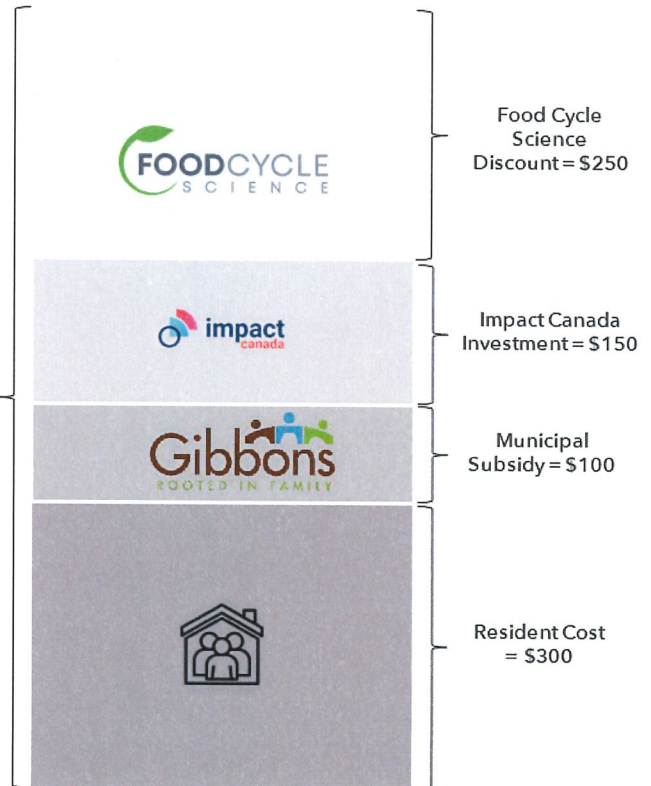 FOODCYCLE
SCIENCE
Food Cycle
Science
Discount = $250
impact
canada
Impact Canada
Investment = $150
Gibbons
ROOTED IN FAMILY
Municipal
Subsidy = $100
Resident Cost
= $300